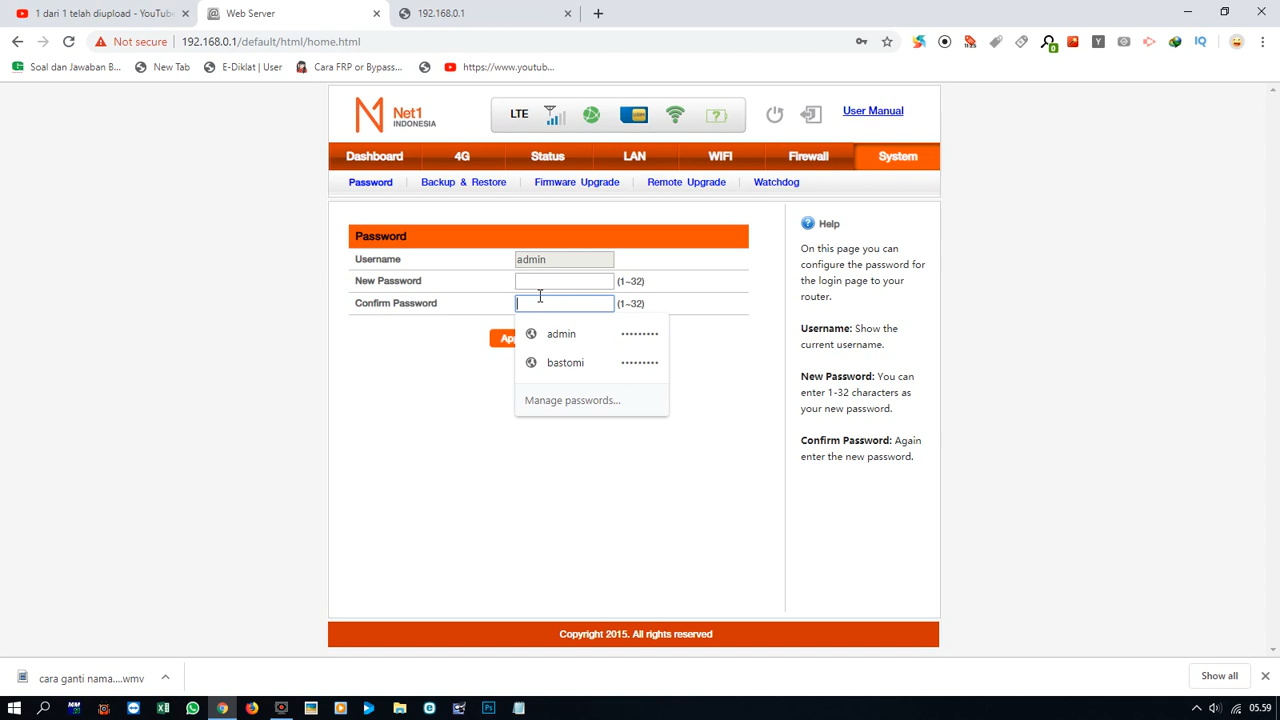 1 dari 1 telah diupload - YouTube
Web Server
192.168.0.1
Not secure
192.168.0.1/default/html/home.html
Soal dan Jawaban B...
New Tab
E-Diklat | User
Cara FRP or Bypass...
https://www.youtub...
Net1
INDONESIA
LTE
User Manual
Dashboard
4G
Status
LAN
WIFI
Firewall
System
Password
Backup & Restore
Firmware Upgrade
Remote Upgrade
Watchdog
Password
Username
admin
New Password
(1~32)
Confirm Password
(1~32)
admin
•••••••••
bastomi
•••••••••
Manage passwords...
Help
On this page you can
configure the password for
the login page to your
router.
Username: Show the
current username.
New Password: You can
enter 1-32 characters as
your new password.
Confirm Password: Again
enter the new password.
Copyright 2015. All rights reserved
cara ganti nama....wmv
Show all
05.59